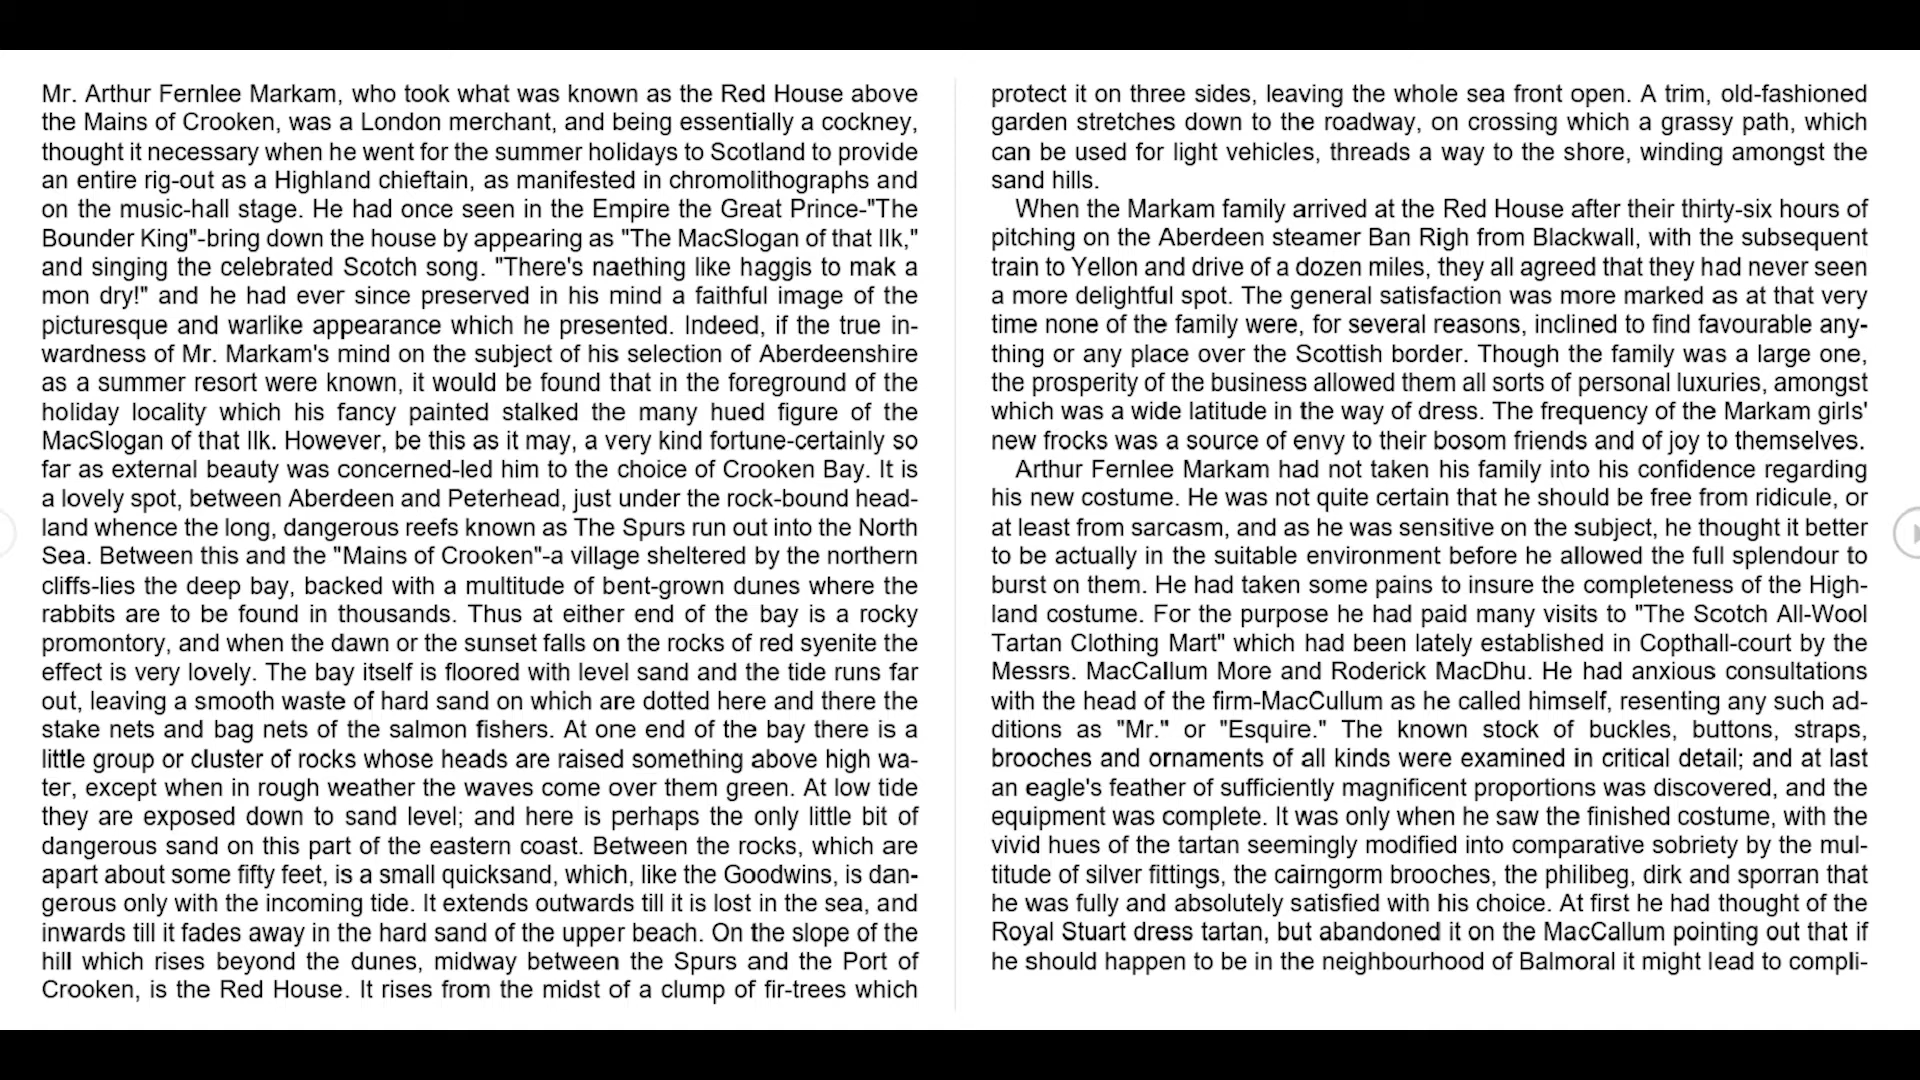 Mr. Arthur Fernlee Markam, who took what was known as the Red House above
the Mains of Crooken, was a London merchant, and being essentially a cockney,
thought it necessary when he went for the summer holidays to Scotland to provide
an entire rig-out as a Highland chieftain, as manifested in chromolithographs and
on the music-hall stage. He had once seen in the Empire the Great Prince-"The
Bounder King"-bring down the house by appearing as "The MacSlogan of that Ilk,"
and singing the celebrated Scotch song. "There's naething like haggis to mak a
mon dry!" and he had ever since preserved in his mind a faithful image of the
picturesque and warlike appearance which he presented. Indeed, if the true in-
wardness of Mr. Markam's mind on the subject of his selection of Aberdeenshire
as a summer resort were known, it would be found that in the foreground of the
holiday locality which his fancy painted stalked the many hued figure of the
MacSlogan of that Ilk. However, be this as it may, a very kind fortune-certainly so
far as external beauty was concerned-led him to the choice of Crooken Bay. It is
a lovely spot, between Aberdeen and Peterhead, just under the rock-bound head-
land whence the long, dangerous reefs known as The Spurs run out into the North
Sea. Between this and the "Mains of Crooken"-a village sheltered by the northern
cliffs-lies the deep bay, backed with a multitude of bent-grown dunes where the
rabbits are to be found in thousands. Thus at either end of the bay is a rocky
promontory, and when the dawn or the sunset falls on the rocks of red syenite the
effect is very lovely. The bay itself is floored with level sand and the tide runs far
out, leaving a smooth waste of hard sand on which are dotted here and there the
stake nets and bag nets of the salmon fishers. At one end of the bay there is a
little group or cluster of rocks whose heads are raised something above high wa-
ter, except when in rough weather the waves come over them green. At low tide
they are exposed down to sand level; and here is perhaps the only little bit of
dangerous sand on this part of the eastern coast. Between the rocks, which are
apart about some fifty feet, is a small quicksand, which, like the Goodwins, is dan-
gerous only with the incoming tide. It extends outwards till it is lost in the sea, and
inwards till it fades away in the hard sand of the upper beach. On the slope of the
hill which rises beyond the dunes, midway between the Spurs and the Port of
Crooken, is the Red House. It rises from the midst of a clump of fir-trees which
protect it on three sides, leaving the whole sea front open. A trim, old-fashioned
garden stretches down to the roadway, on crossing which a grassy path, which
can be used for light vehicles, threads a way to the shore, winding amongst the
sand hills.
When the Markam family arrived at the Red House after their thirty-six hours of
pitching on the Aberdeen steamer Ban Righ from Blackwall, with the subsequent
train to Yellon and drive of a dozen miles, they all agreed that they had never seen
a more delightful spot. The general satisfaction was more marked as at that very
time none of the family were, for several reasons, inclined to find favourable any-
thing or any place over the Scottish border. Though the family was a large one,
the prosperity of the business allowed them all sorts of personal luxuries, amongst
which was a wide latitude in the way of dress. The frequency of the Markam girls'
new frocks was a source of envy to their bosom friends and of joy to themselves.
Arthur Fernlee Markam had not taken his family into his confidence regarding
his new costume. He was not quite certain that he should be free from ridicule, or
at least from sarcasm, and as he was sensitive on the subject, he thought it better
to be actually in the suitable environment before he allowed the full splendour to
burst on them. He had taken some pains to insure the completeness of the High-
land costume. For the purpose he had paid many visits to "The Scotch All-Wool
Tartan Clothing Mart" which had been lately established in Copthall-court by the
Messrs. MacCallum More and Roderick MacDhu. He had anxious consultations
with the head of the firm-MacCullum as he called himself, resenting any such ad-
ditions as "Mr." or "Esquire." The known stock of buckles, buttons, straps,
brooches and ornaments of all kinds were examined in critical detail; and at last
an eagle's feather of sufficiently magnificent proportions was discovered, and the
equipment was complete. It was only when he saw the finished costume, with the
vivid hues of the tartan seemingly modified into comparative sobriety by the mul-
titude of silver fittings, the cairngorm brooches, the philibeg, dirk and sporran that
he was fully and absolutely satisfied with his choice. At first he had thought of the
Royal Stuart dress tartan, but abandoned it on the MacCallum pointing out that if
he should happen to be in the neighbourhood of Balmoral it might lead to compli-